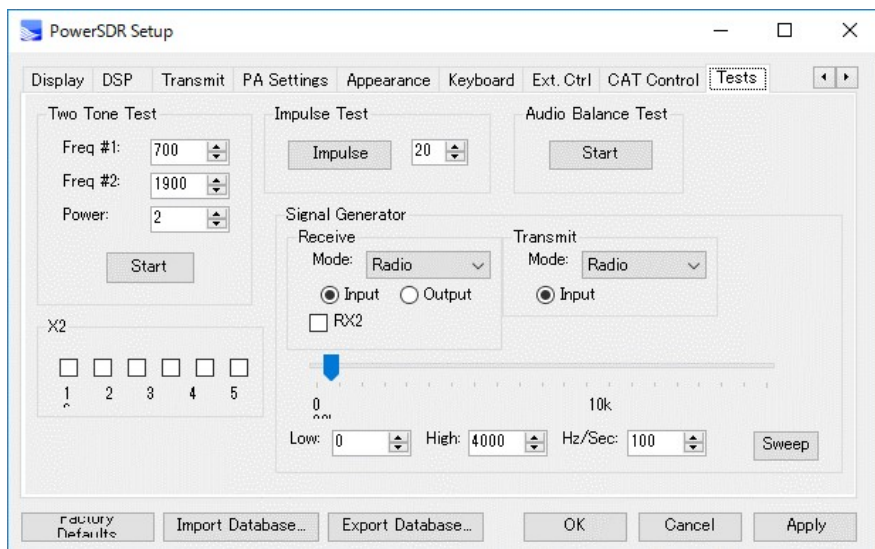 PowerSDR Setup
Display DSP Transmit PA Settings Appearance Keyboard Ext. Ctrl CAT Control Tests
Two Tone Test
Freq #1: 700
Freq #2: 1900
Power: 2
Start
Impulse Test
Impulse 20
Audio Balance Test
Start
Signal Generator
Receive
Mode: Radio
Input Output
RX2
Transmit
Mode: Radio
Input
X2
1 2 3 4 5
0 10k
Low: 0 High: 4000 Hz/Sec: 100 Sweep
Factory
Defaults
Import Database... Export Database... OK Cancel Apply